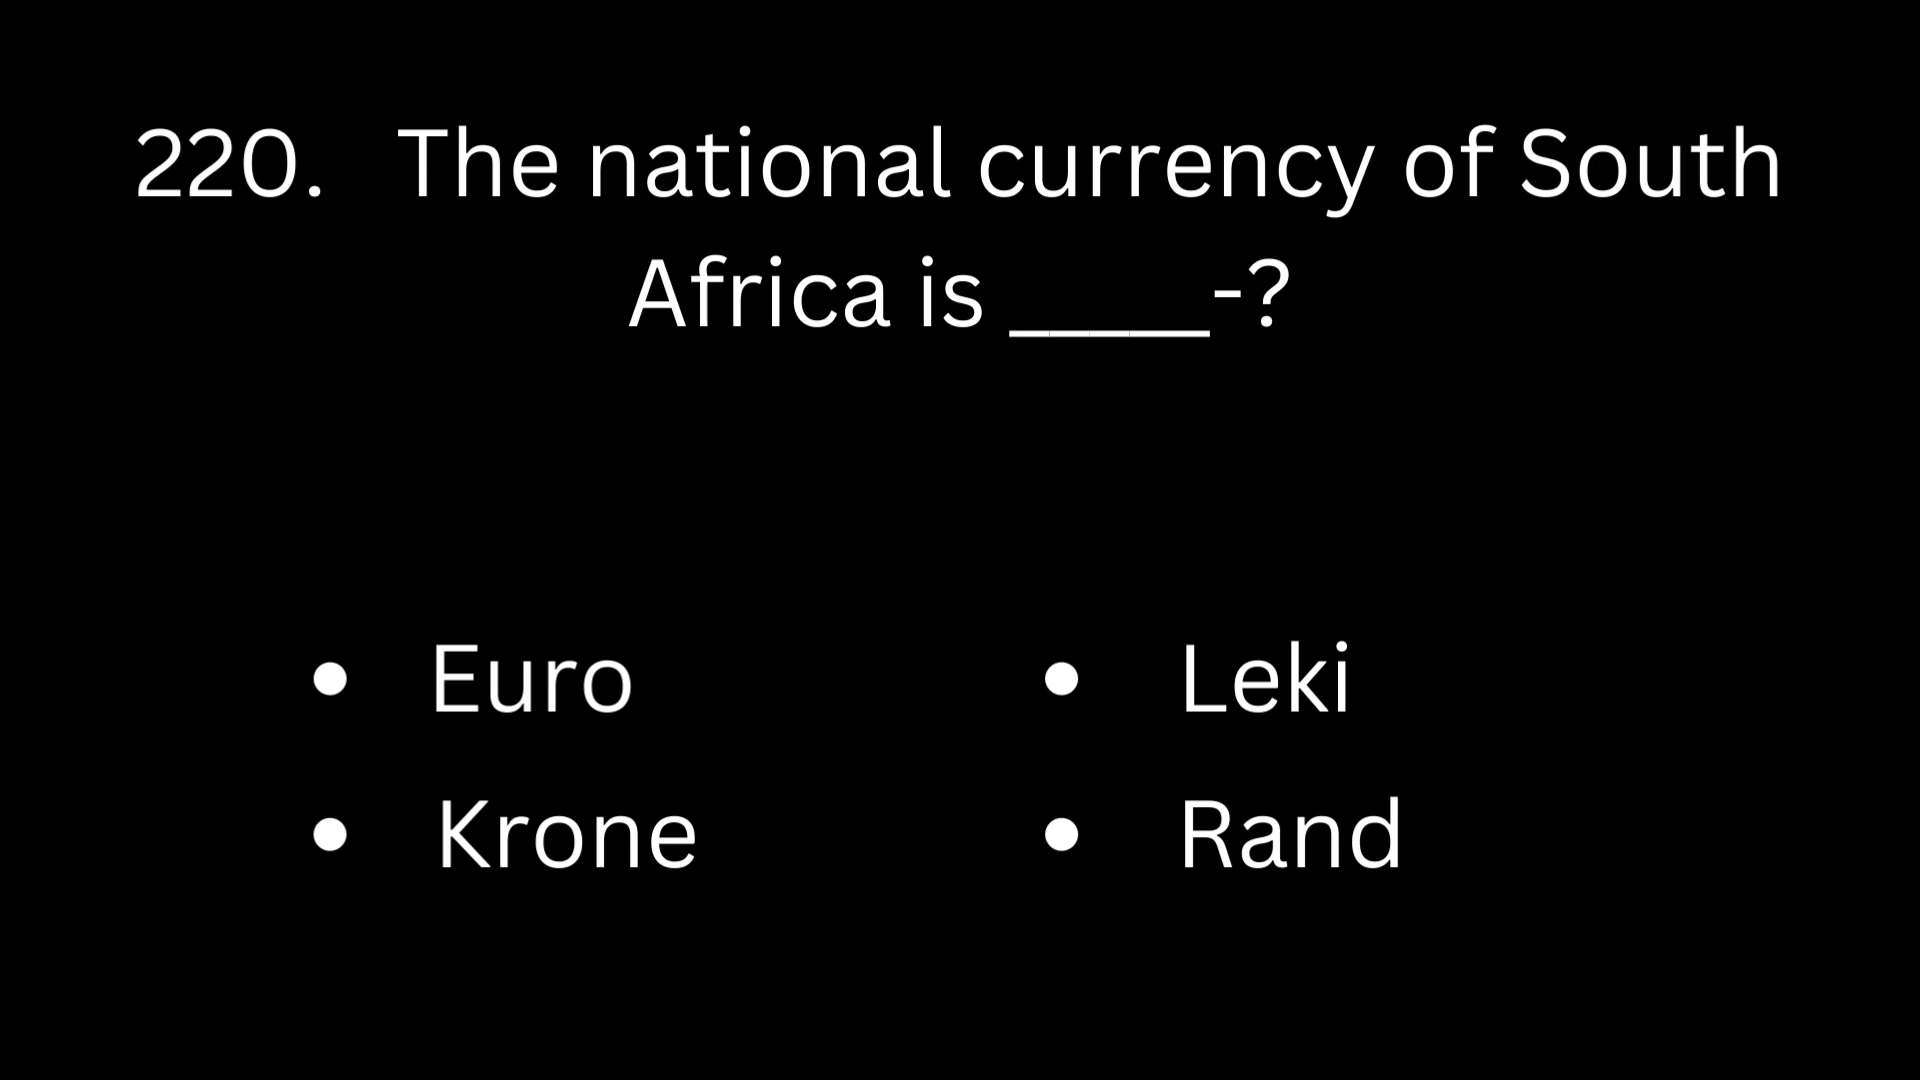 220. The national currency of South
Africa is _____-?
• Euro
• Leki
• Krone
• Rand